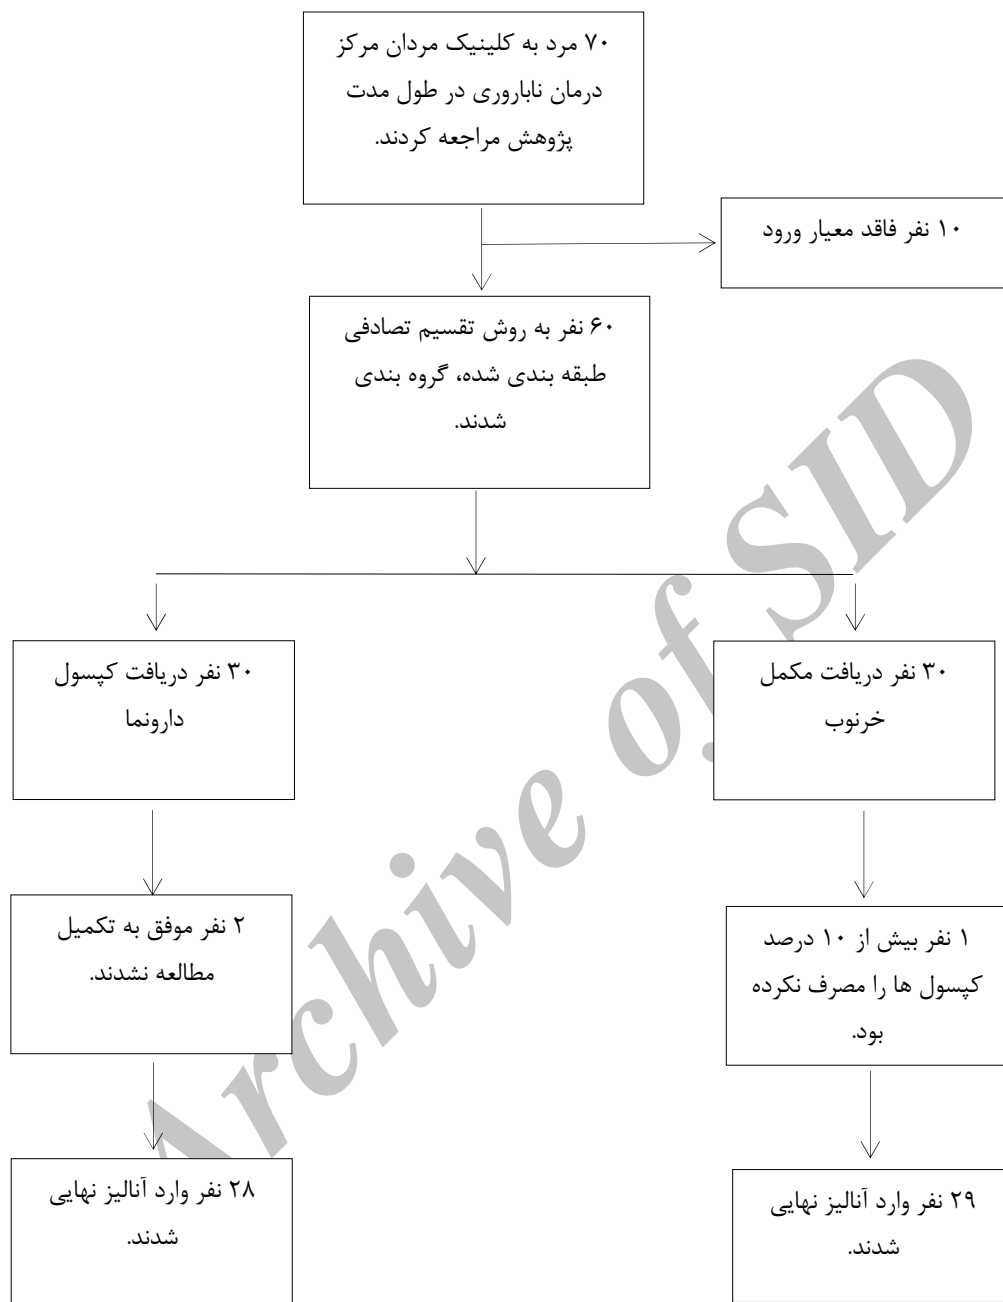 ۷۰ مرد به کلینیک مردان مرکز
درمان ناباروری در طول مدت
پژوهش مراجعه کردند.
۱۰ نفر فاقد معیار ورود
۶۰ نفر به روش تقسیم تصادفی
طبقه بندی شده، گروه بندی
شدند.
۳۰ نفر دریافت مکمل
خرنوب
۳۰ نفر دریافت کپسول
دارونما
۱ نفر بیش از ۱۰ درصد
کپسول ها را مصرف نکرده
بود.
۲ نفر موفق به تکمیل
مطالعه نشدند.
۲۹ نفر وارد آنالیز نهایی
شدند.
۲۸ نفر وارد آنالیز نهایی
شدند.
Archive of SID